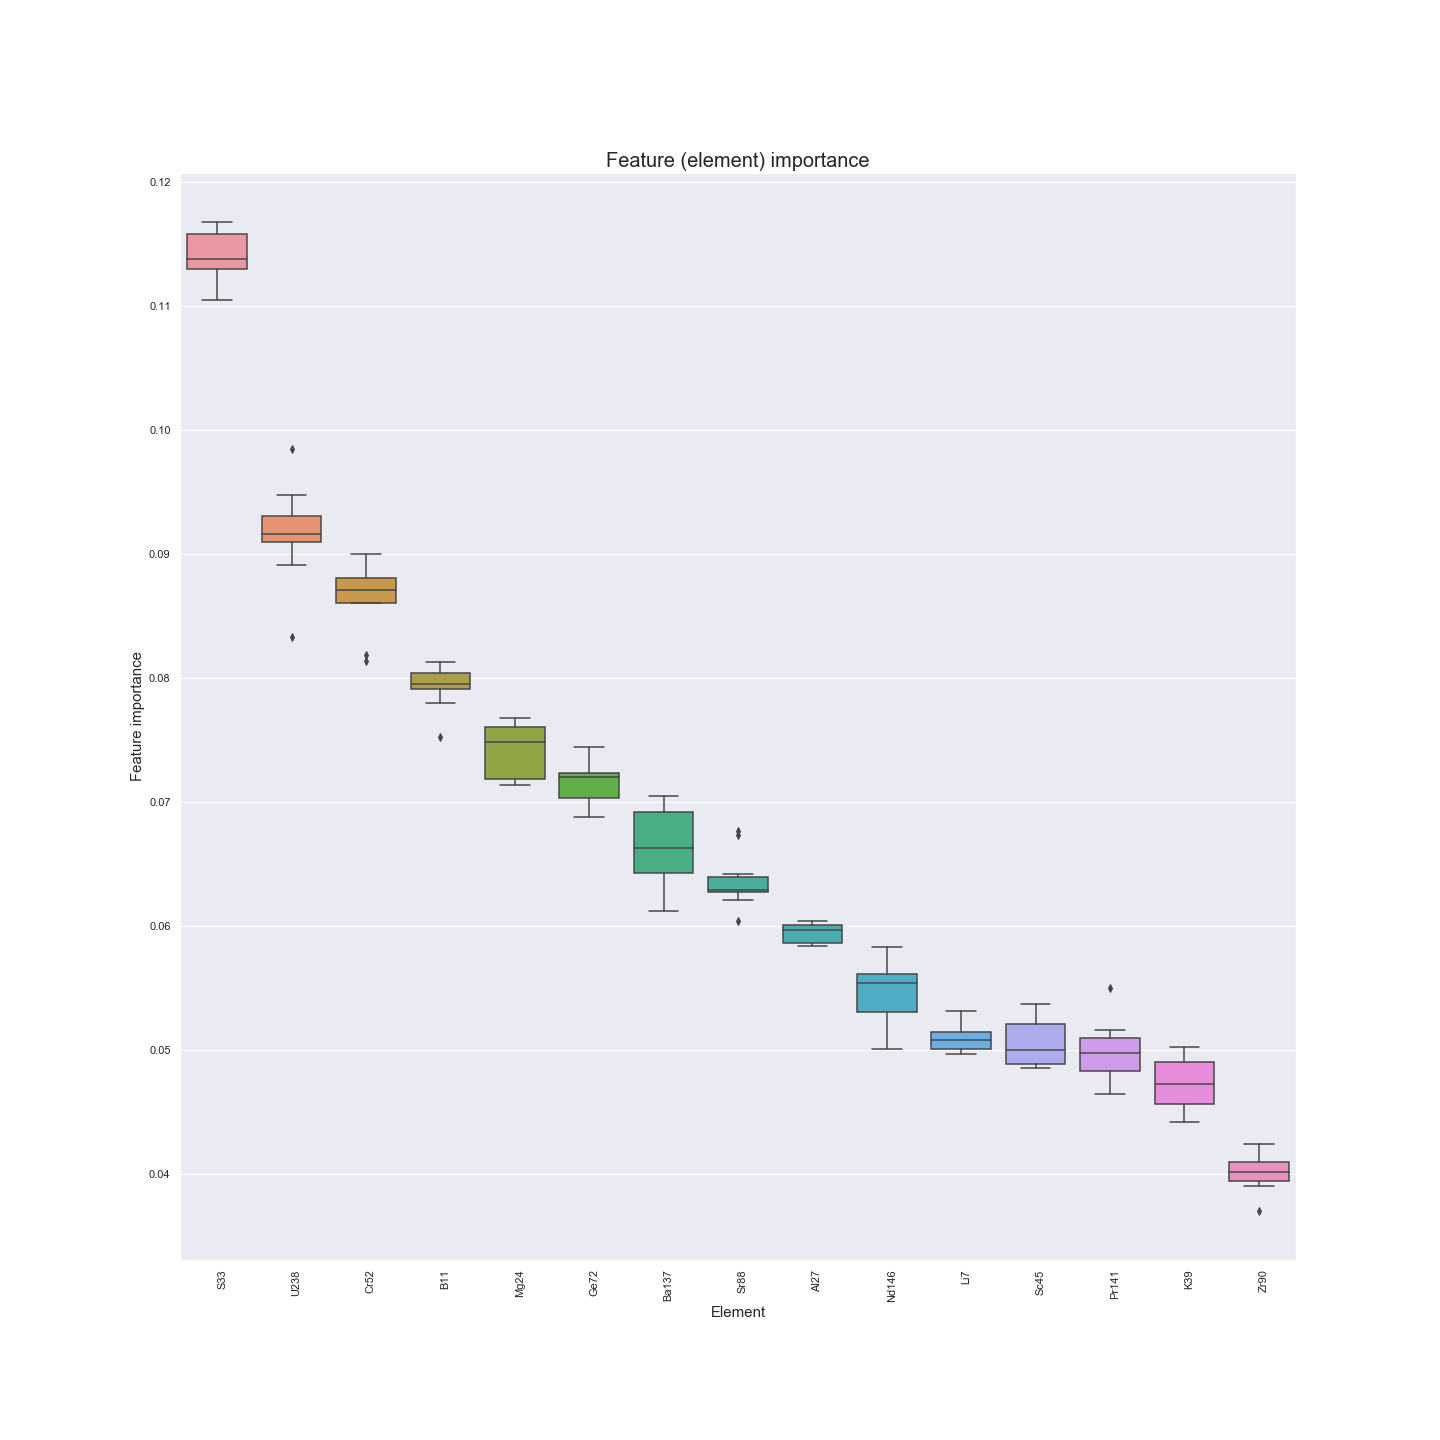 Feature (element) importance
0.12
0.11
0.10
0.09
0.08
0.07
0.06
0.05
0.04
Feature importance
S33
U238
Cr52
B11
Mg24
Ge72
Ba137
Sr88
Al27
Nd146
Li7
Sc45
Pr141
K39
Zr90
Element